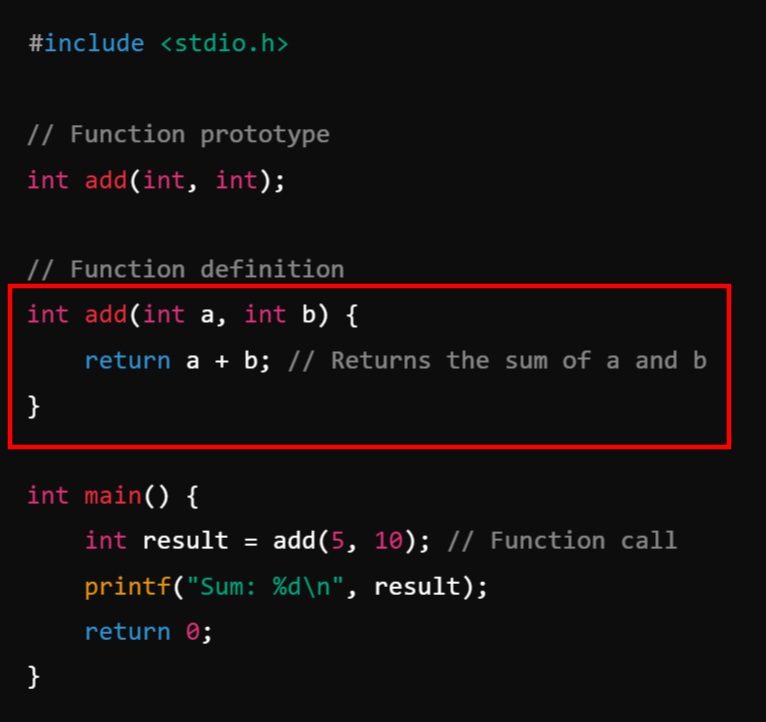 #include <stdio.h>
// Function prototype
int add(int, int);
// Function definition
int add(int a, int b) {
    return a + b; // Returns the sum of a and b
}
int main() {
    int result = add(5, 10); // Function call
    printf("Sum: %d\n", result);
    return 0;
}